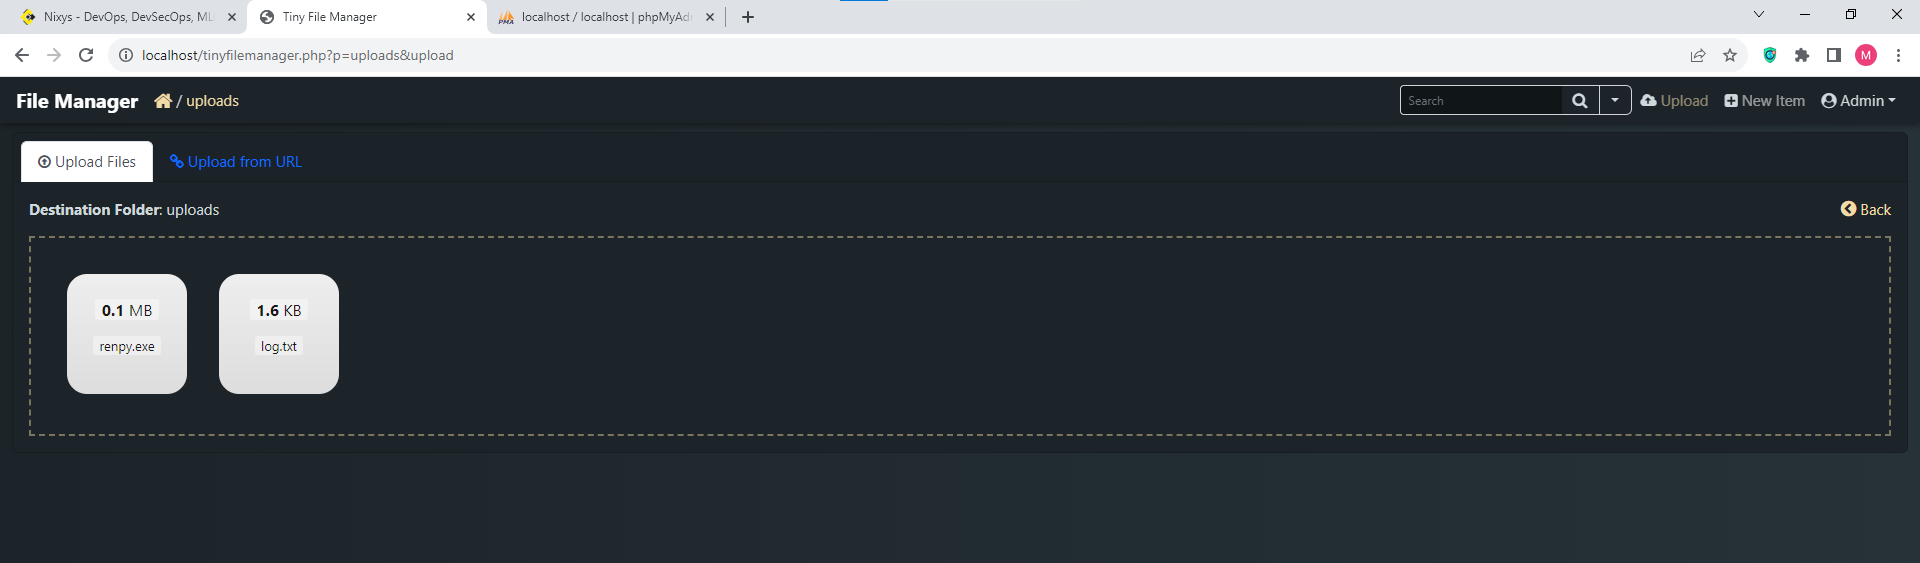 Nixys - DevOps, DevSecOps, ML
Tiny File Manager
localhost / localhost | phpMyAd
localhost/tinyfilemanager.php?p=uploads&upload
M
File Manager / uploads
Search
Upload
New Item
Admin
Upload Files
Upload from URL
Destination Folder: uploads
Back
0.1 MB
renpy.exe
1.6 KB
log.txt